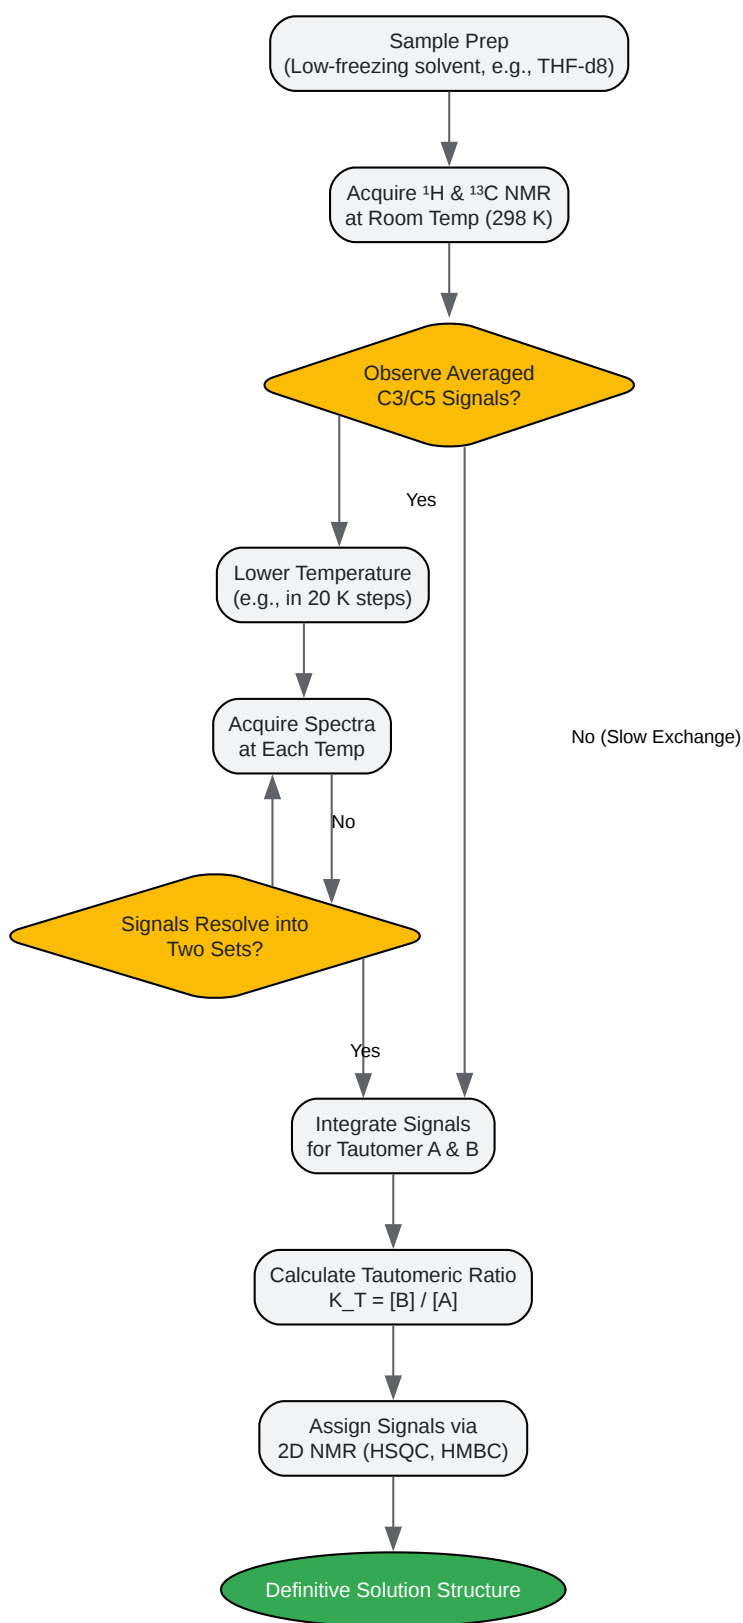 Sample Prep
(Low-freezing solvent, e.g., THF-d8)
Acquire ¹H & ¹³C NMR
at Room Temp (298 K)
Observe Averaged
C3/C5 Signals?
Yes
Lower Temperature
(e.g., in 20 K steps)
Acquire Spectra
at Each Temp
No (Slow Exchange)
No
Signals Resolve into
Two Sets?
Yes
Integrate Signals
for Tautomer A & B
Calculate Tautomeric Ratio
K_T = [B] / [A]
Assign Signals via
2D NMR (HSQC, HMBC)
Definitive Solution Structure